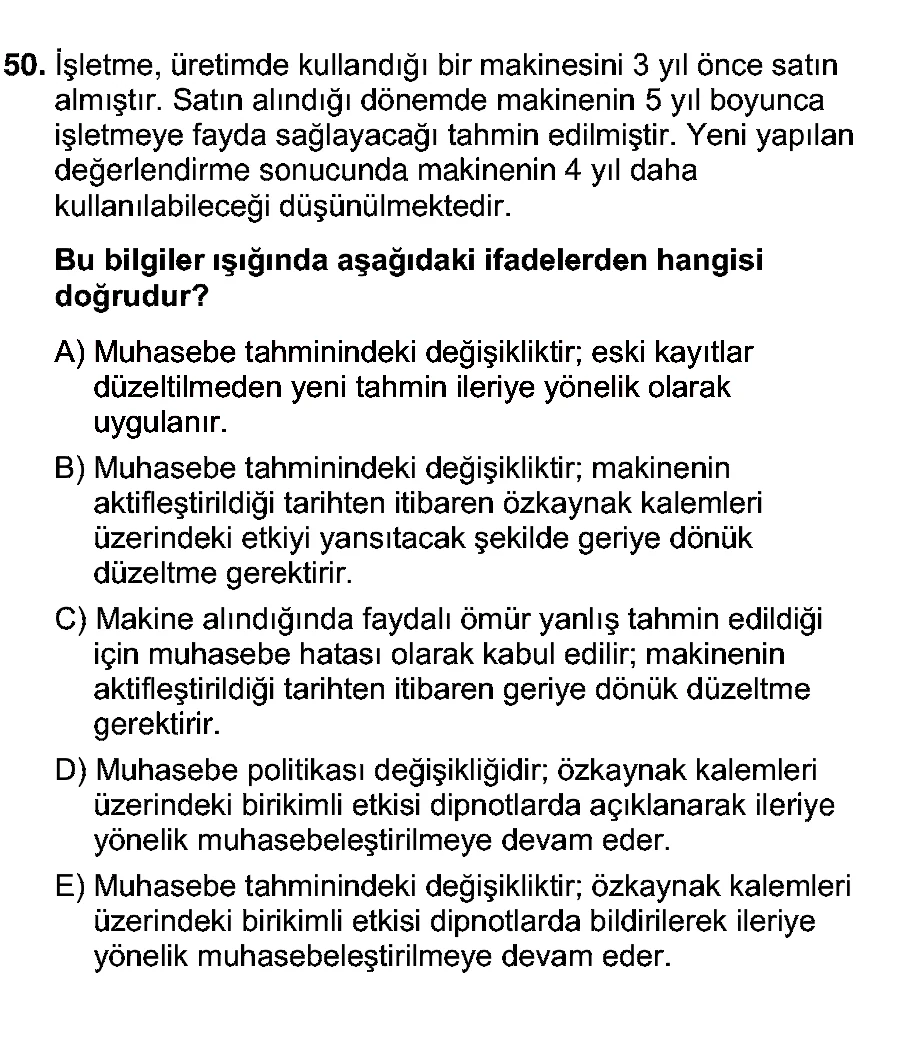 50. İşletme, üretimde kullandığı bir makinesini 3 yıl önce satın
almıştır. Satın alındığı dönemde makinenin 5 yıl boyunca
işletmeye fayda sağlayacağı tahmin edilmiştir. Yeni yapılan
değerlendirme sonucunda makinenin 4 yıl daha
kullanılabileceği düşünülmektedir.
Bu bilgiler ışığında aşağıdaki ifadelerden hangisi
doğrudur?
A) Muhasebe tahminindeki değişikliktir; eski kayıtlar
düzeltilmeden yeni tahmin ileriye yönelik olarak
uygulanır.
B) Muhasebe tahminindeki değişikliktir; makinenin
aktifleştirildiği tarihten itibaren özkaynak kalemleri
üzerindeki etkiyi yansıtacak şekilde geriye dönük
düzeltme gerektirir.
C) Makine alındığında faydalı ömür yanlış tahmin edildiği
için muhasebe hatası olarak kabul edilir; makinenin
aktifleştirildiği tarihten itibaren geriye dönük düzeltme
gerektirir.
D) Muhasebe politikası değişikliğidir; özkaynak kalemleri
üzerindeki birikimli etkisi dipnotlarda açıklanarak ileriye
yönelik muhasebeleştirilmeye devam eder.
E) Muhasebe tahminindeki değişikliktir; özkaynak kalemleri
üzerindeki birikimli etkisi dipnotlarda bildirilerek ileriye
yönelik muhasebeleştirilmeye devam eder.